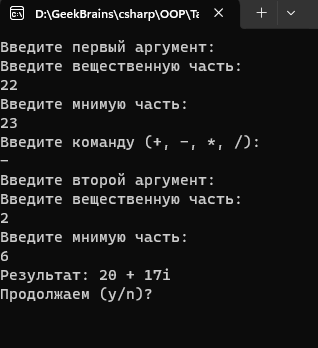 D:\GeekBrains\csharp\OOP\Ta
Введите первый аргумент:
Введите вещественную часть:
22
Введите мнимую часть:
23
Введите команду (+, -, *, /):
-
Введите второй аргумент:
Введите вещественную часть:
2
Введите мнимую часть:
6
Результат: 20 + 17i
Продолжаем (y/n)?